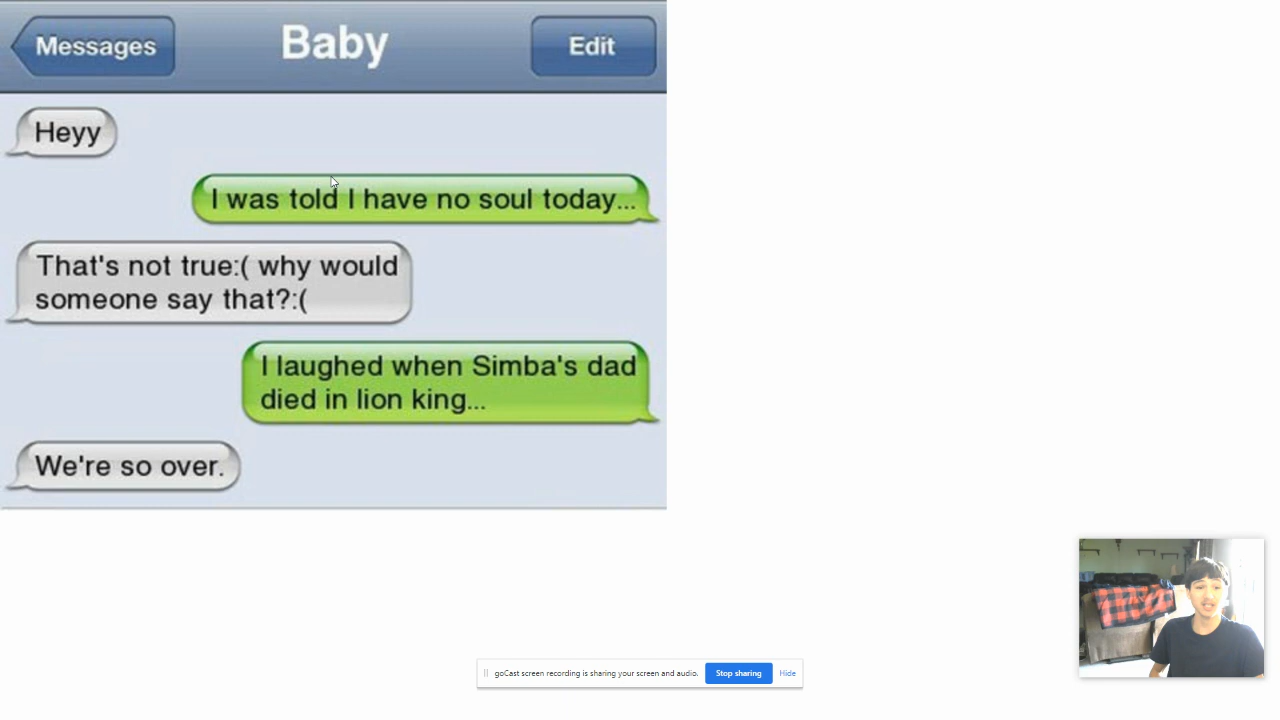 Messages
Baby
Edit
Heyy
I was told I have no soul today...
That's not true:( why would
someone say that?:(
I laughed when Simba's dad
died in lion king...
We're so over.
goCast screen recording is sharing your screen and audio.
Stop sharing
Hide